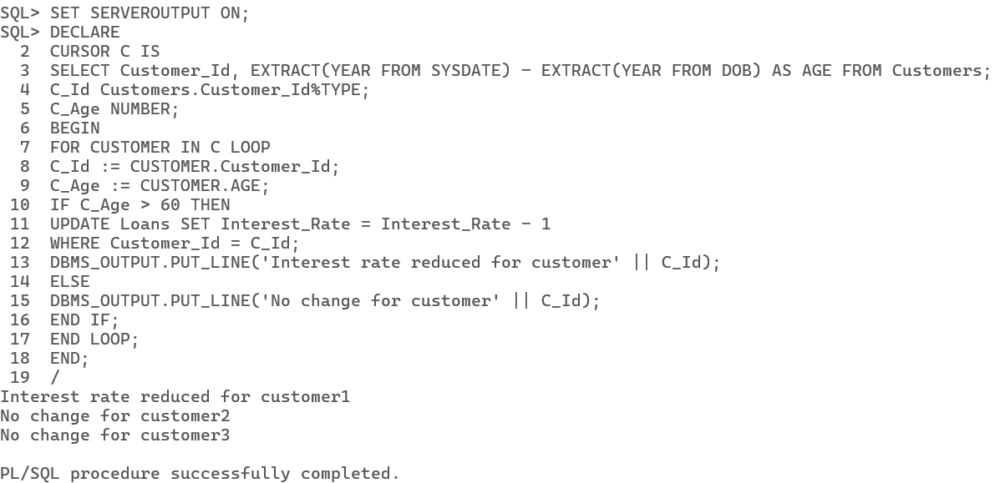 SQL> SET SERVEROUTPUT ON;
SQL> DECLARE
  2  CURSOR C IS
  3  SELECT Customer_Id, EXTRACT(YEAR FROM SYSDATE) - EXTRACT(YEAR FROM DOB) AS AGE FROM Customers;
  4  C_Id Customers.Customer_Id%TYPE;
  5  C_Age NUMBER;
  6  BEGIN
  7  FOR CUSTOMER IN C LOOP
  8  C_Id := CUSTOMER.Customer_Id;
  9  C_Age := CUSTOMER.AGE;
 10  IF C_Age > 60 THEN
 11  UPDATE Loans SET Interest_Rate = Interest_Rate - 1
 12  WHERE Customer_Id = C_Id;
 13  DBMS_OUTPUT.PUT_LINE('Interest rate reduced for customer' || C_Id);
 14  ELSE
 15  DBMS_OUTPUT.PUT_LINE('No change for customer' || C_Id);
 16  END IF;
 17  END LOOP;
 18  END;
 19  /
Interest rate reduced for customer1
No change for customer2
No change for customer3

PL/SQL procedure successfully completed.